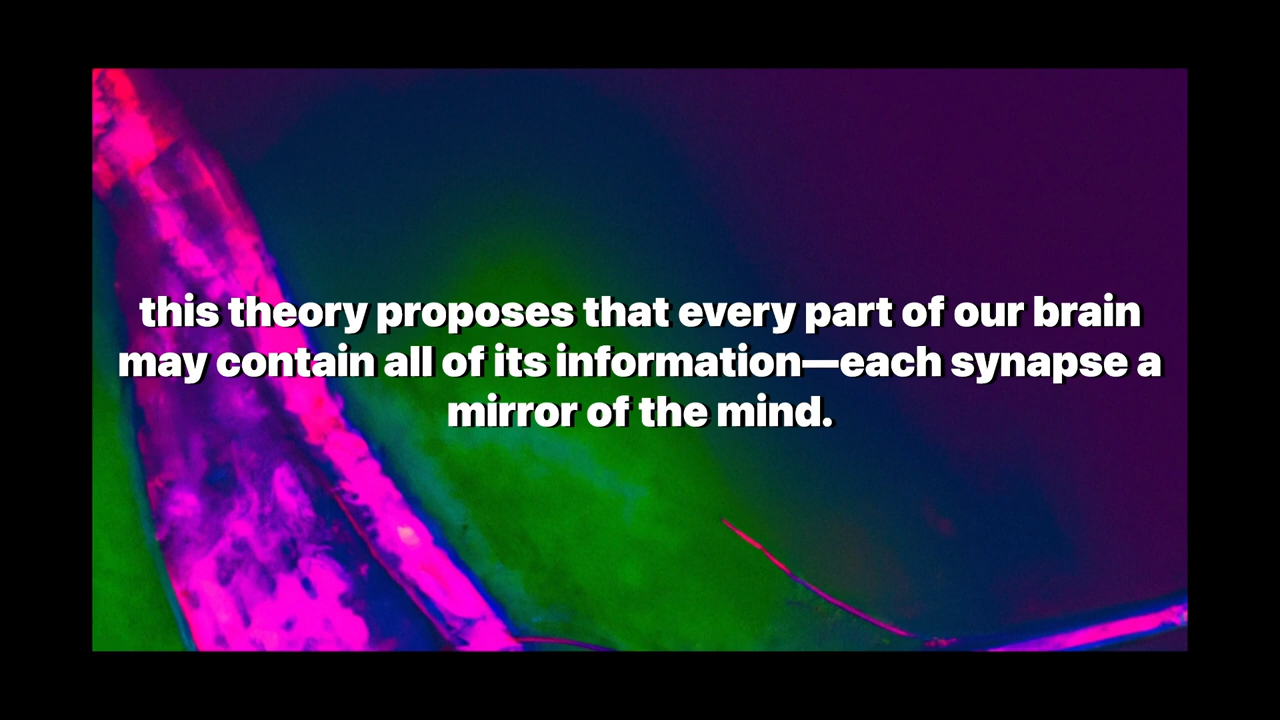 this theory proposes that every part of our brain
may contain all of its information—each synapse a
mirror of the mind.